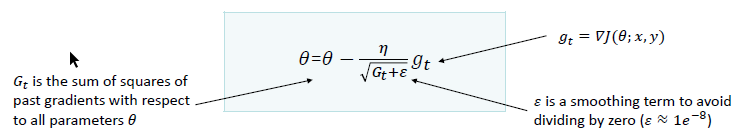 g_t = ∇J(θ; x, y)
θ=θ − η/√(G_t+ε) g_t
G_t is the sum of squares of
past gradients with respect
to all parameters θ
ε is a smoothing term to avoid
dividing by zero (ε ≈ 1e⁻⁸)